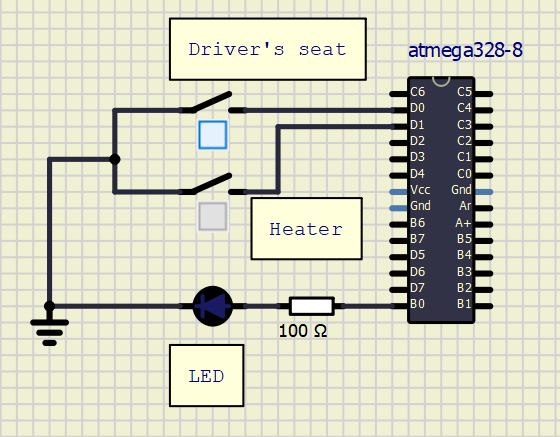 Driver's seat
atmega328-8
C6 C5
D0 C4
D1 C3
D2 C2
D3 C1
D4 C0
Vcc Gnd
Gnd Ar
B6 A+
B7 B5
D5 B4
D6 B3
D7 B2
B0 B1
Heater
100 Ω
LED